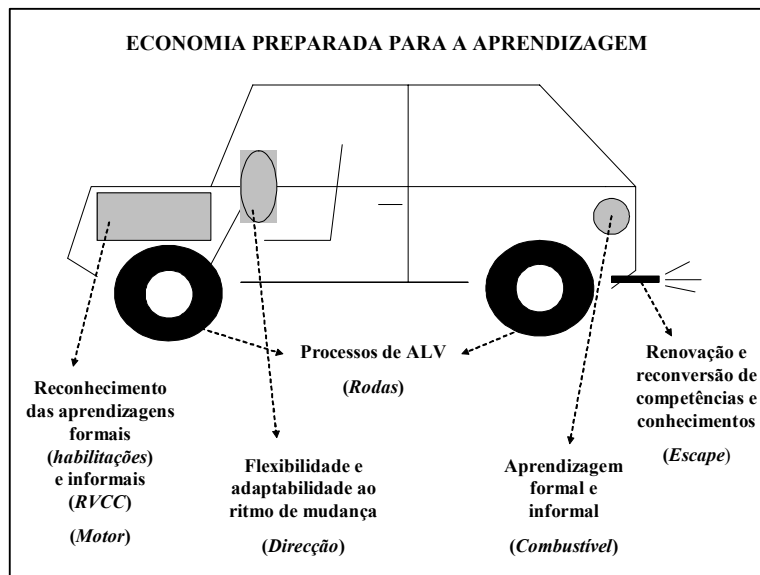 ECONOMIA PREPARADA PARA A APRENDIZAGEM
Processos de ALV
(Rodas)
Reconhecimento
das aprendizagens
formais
(habilitações)
e informais
(RVCC)
(Motor)
Flexibilidade e
adaptabilidade ao
ritmo de mudança
(Direcção)
Aprendizagem
formal e
informal
(Combustível)
Renovação e
reconversão de
competências e
conhecimentos
(Escape)